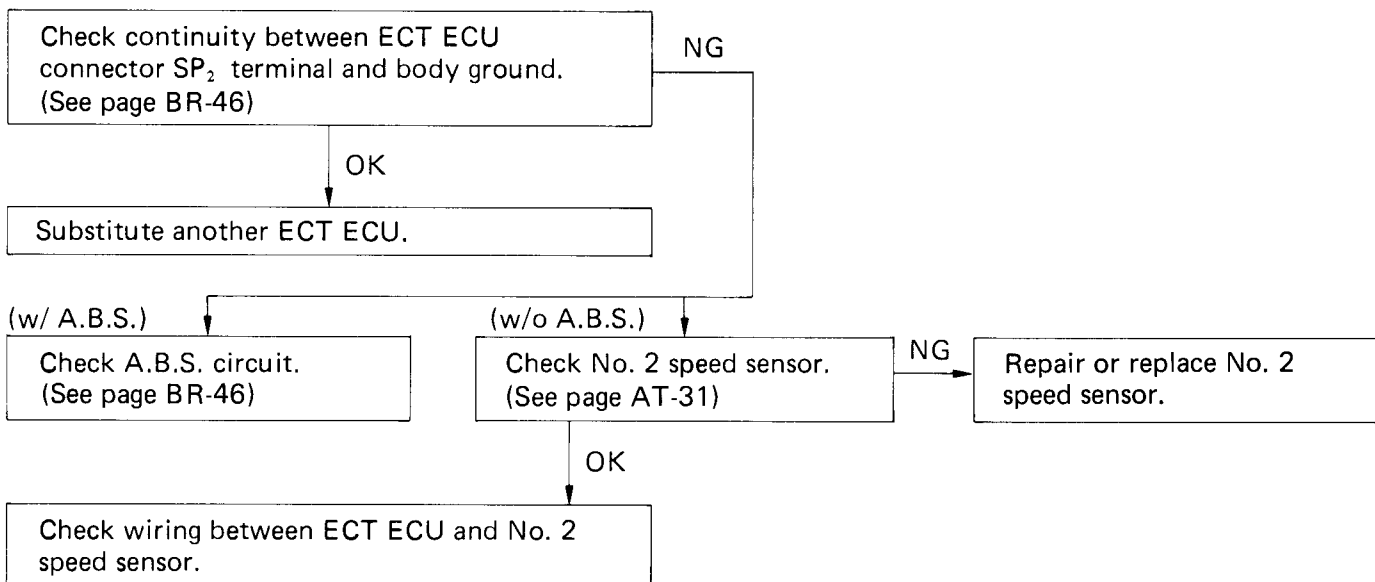 Check continuity between ECT ECU
connector SP₂ terminal and body ground.
(See page BR-46)
NG
OK
Substitute another ECT ECU.
(w/ A.B.S.)
Check A.B.S. circuit.
(See page BR-46)
(w/o A.B.S.)
Check No. 2 speed sensor.
(See page AT-31)
NG
Repair or replace No. 2
speed sensor.
OK
Check wiring between ECT ECU and No. 2
speed sensor.